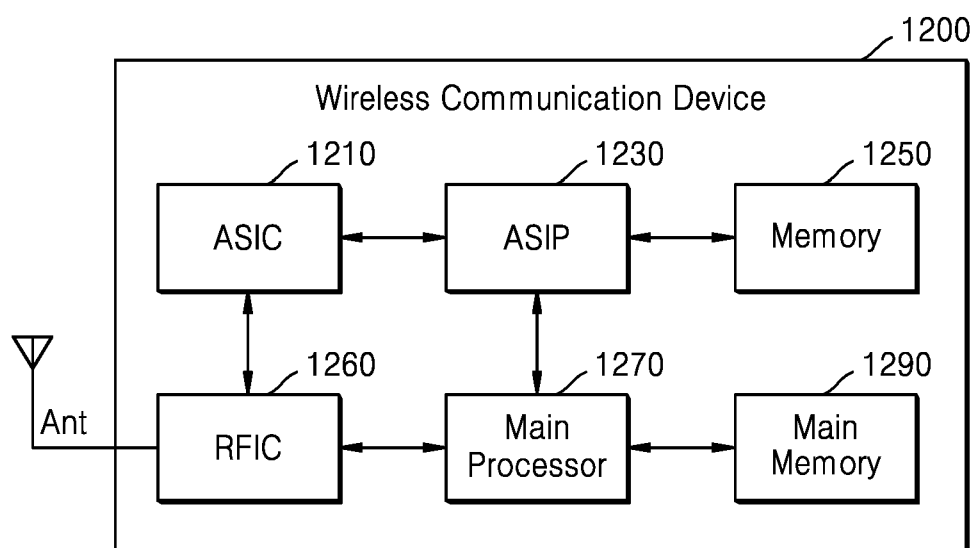 1200
Wireless Communication Device
1210
1230
1250
ASIC
ASIP
Memory
1260
1270
1290
Ant
RFIC
Main
Processor
Main
Memory